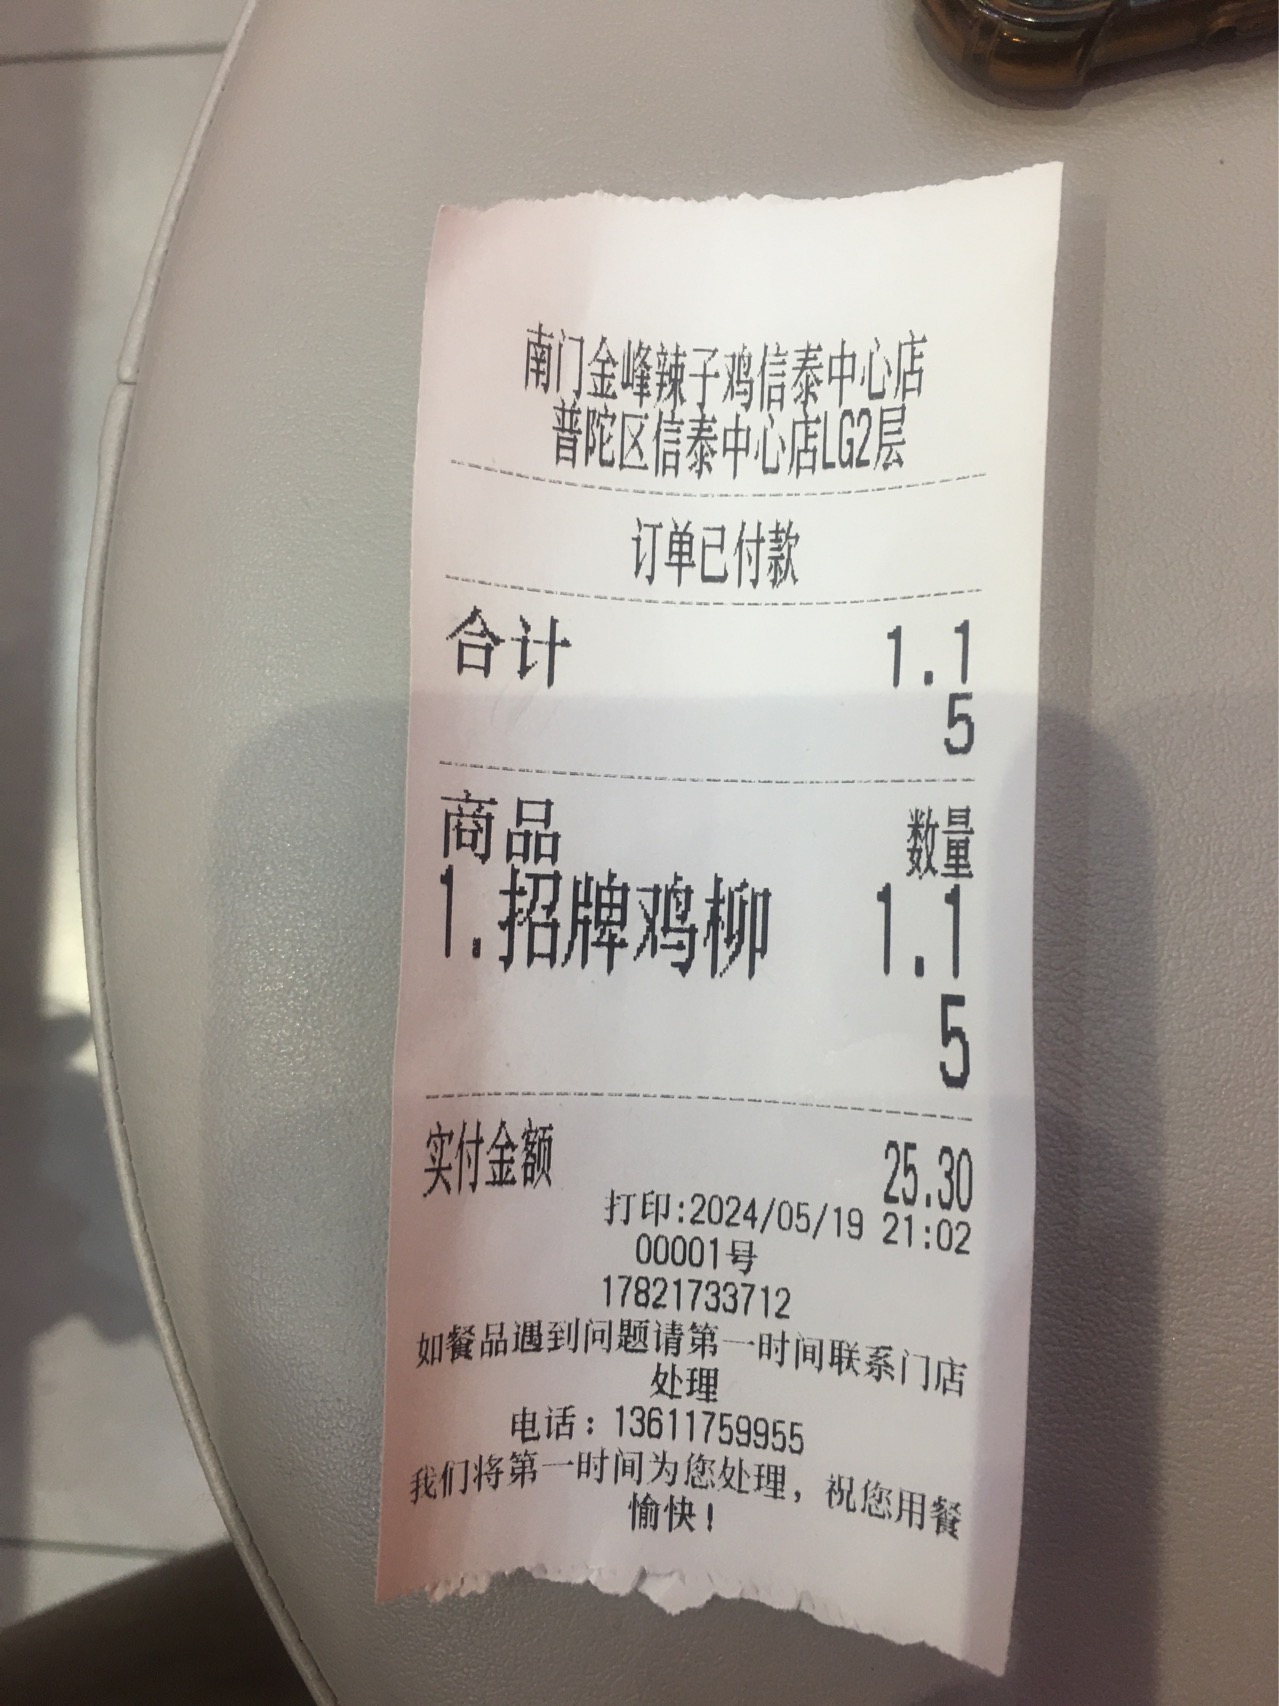 南门金峰辣子鸡信泰中心店
普陀区信泰中心店LG2层
订单已付款
合计 1.1
5
商品 数量
1.招牌鸡柳 1.1
5
实付金额 25.30
打印:2024/05/19 21:02
00001号
17821733712
如餐品遇到问题请第一时间联系门店
处理
电话：13611759955
我们将第一时间为您处理，祝您用餐
愉快！